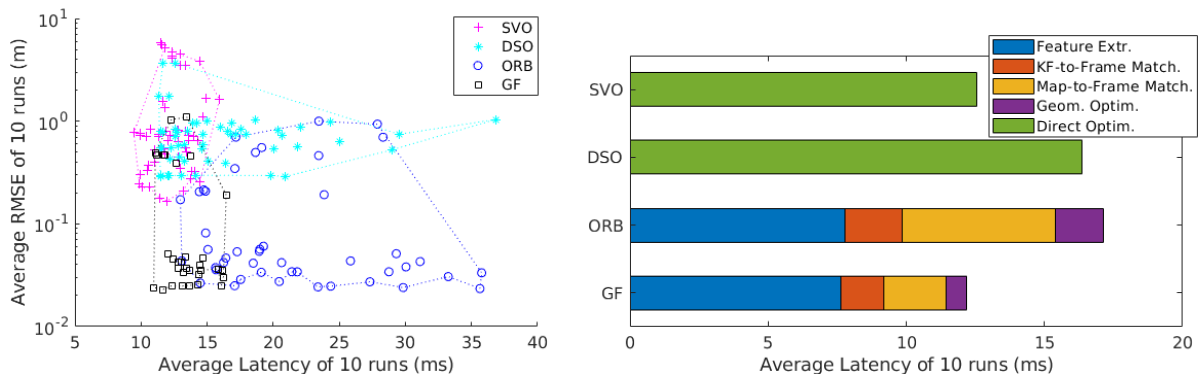 10^1
10^0
10^-1
10^-2
Average RMSE of 10 runs (m)
5 10 15 20 25 30 35 40
Average Latency of 10 runs (ms)
SVO
DSO
ORB
GF
Feature Extr.
KF-to-Frame Match.
Map-to-Frame Match.
Geom. Optim.
Direct Optim.
SVO
DSO
ORB
GF
0 5 10 15 20
Average Latency of 10 runs (ms)